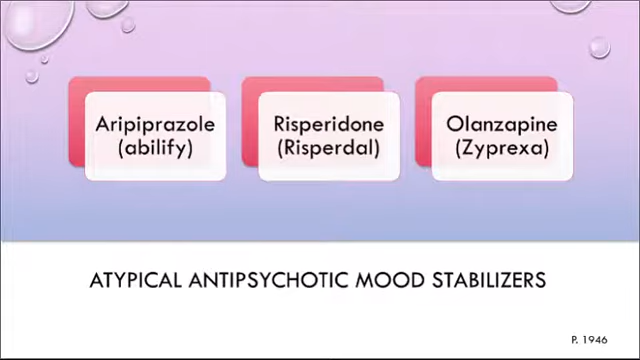 Aripiprazole
(abilify)
Risperidone
(Risperdal)
Olanzapine
(Zyprexa)
ATYPICAL ANTIPSYCHOTIC MOOD STABILIZERS
P. 1946